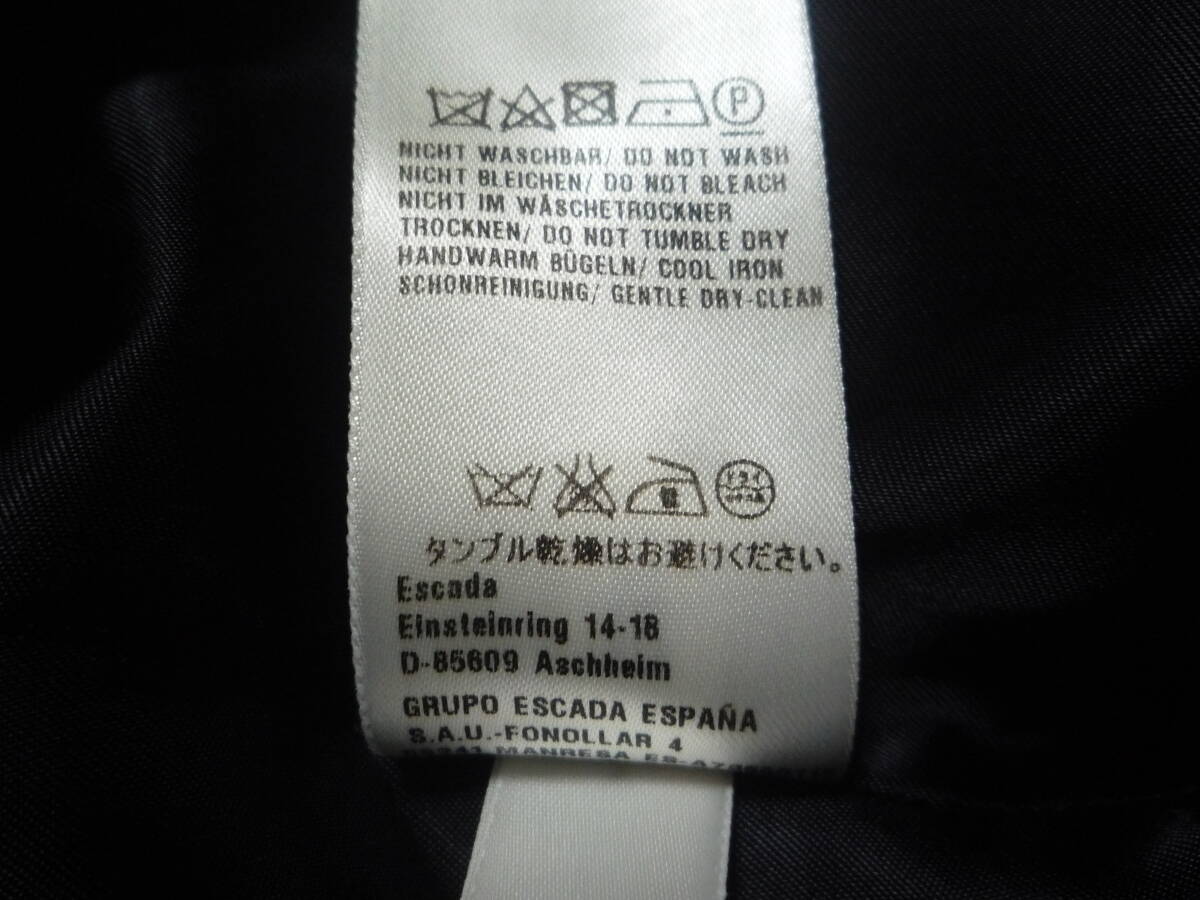 P
NICHT WASCHBAR/ DO NOT WASH
NICHT BLEICHEN/ DO NOT BLEACH
NICHT IM WÄSCHETROCKNER
TROCKNEN/ DO NOT TUMBLE DRY
HANDWARM BÜGELN/ COOL IRON
SCHONREINIGUNG/ GENTLE DRY-CLEAN
タンブル乾燥はお避けください。
Escada
Einsteinring 14-18
D-85609 Aschheim
GRUPO ESCADA ESPAÑA
S.A.U.-FONOLLAR 4
MANRESA